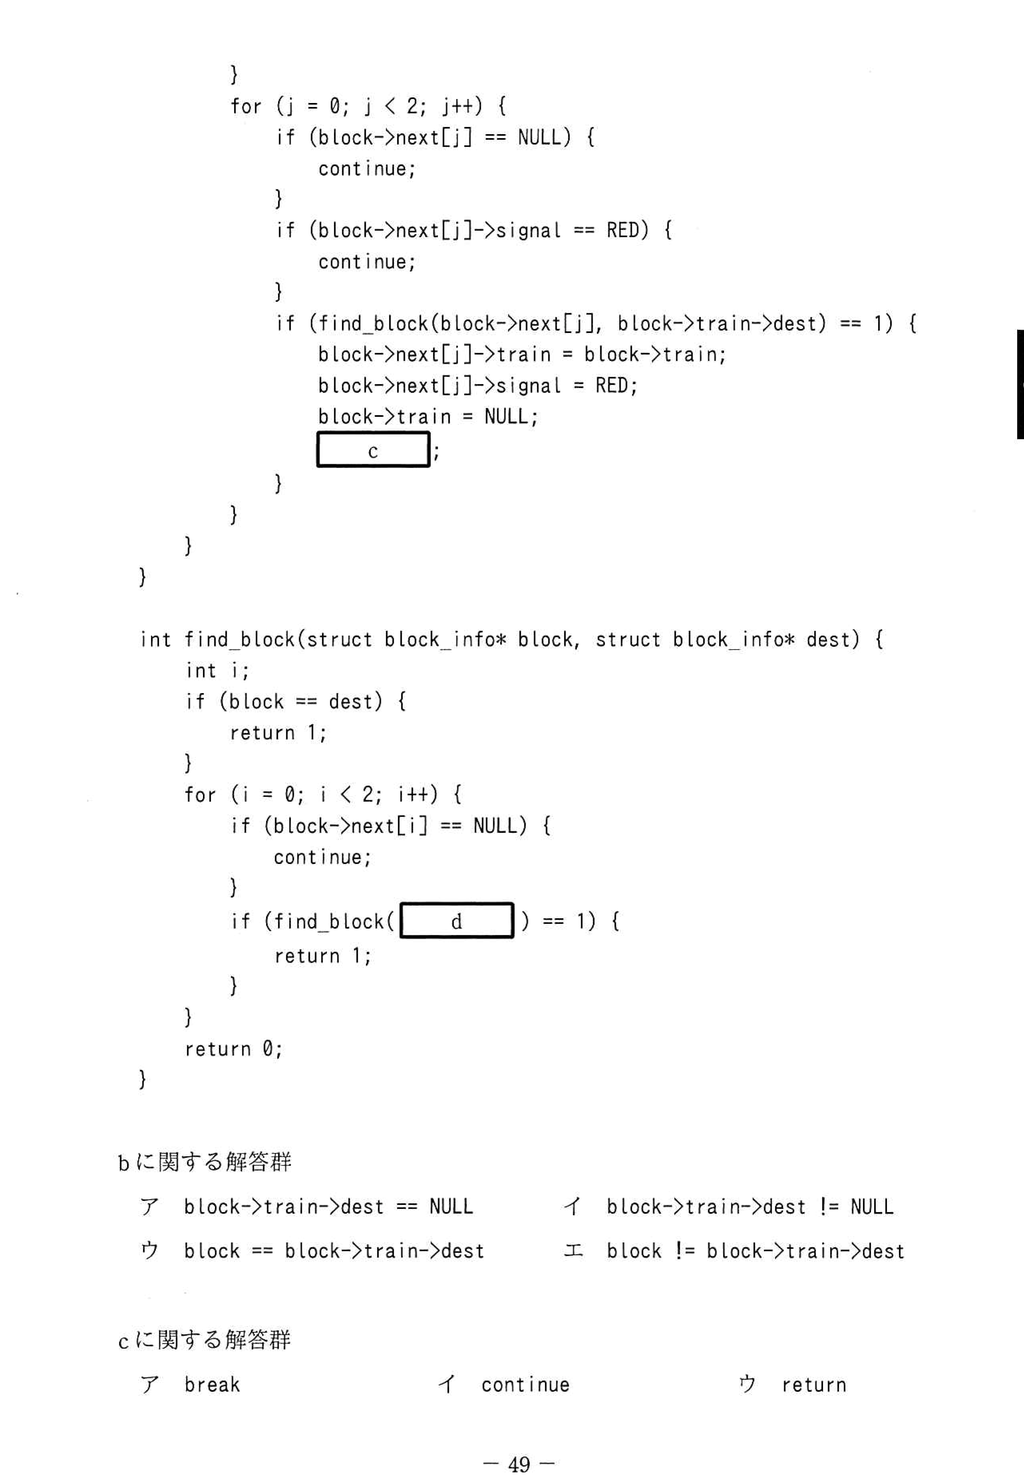 }
for (j = 0; j < 2; j++) {
if (block->next[j] == NULL) {
continue;
}
if (block->next[j]->signal == RED) {
continue;
}
if (find_block(block->next[j], block->train->dest) == 1) {
block->next[j]->train = block->train;
block->next[j]->signal = RED;
block->train = NULL;
c ;
}
}
}
}
int find_block(struct block_info* block, struct block_info* dest) {
int i;
if (block == dest) {
return 1;
}
for (i = 0; i < 2; i++) {
if (block->next[i] == NULL) {
continue;
}
if (find_block( d ) == 1) {
return 1;
}
}
return 0;
}
bに関する解答群
ア block->train->dest == NULL イ block->train->dest != NULL
ウ block == block->train->dest エ block != block->train->dest
cに関する解答群
ア break イ continue ウ return
− 49 −